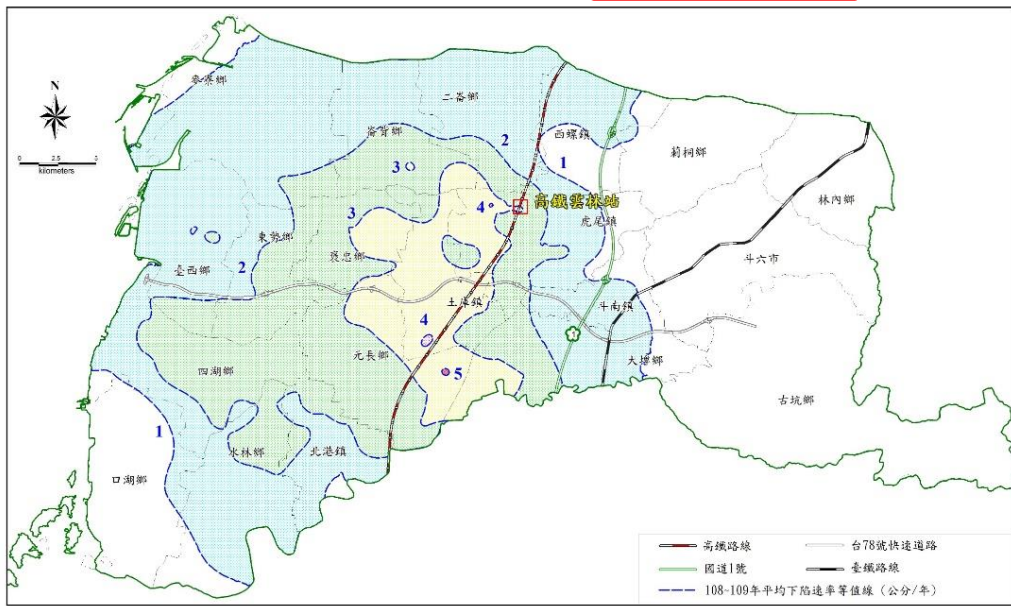 麥寮鄉
二崙鄉
N
崙背鄉
2
西螺鎮
莿桐鄉
1
3
0 2.5 5
kilometers
4
高鐵雲林站
林內鄉
3
虎尾鎮
東勢鄉
褒忠鄉
斗六市
臺西鄉
2
土庫鎮
斗南鎮
4
1
元長鄉
大埤鄉
四湖鄉
5
古坑鄉
1
水林鄉
北港鎮
口湖鄉
高鐵路線
台78號快速道路
國道1號
臺鐵路線
108~109年平均下陷速率等值線（公分/年）